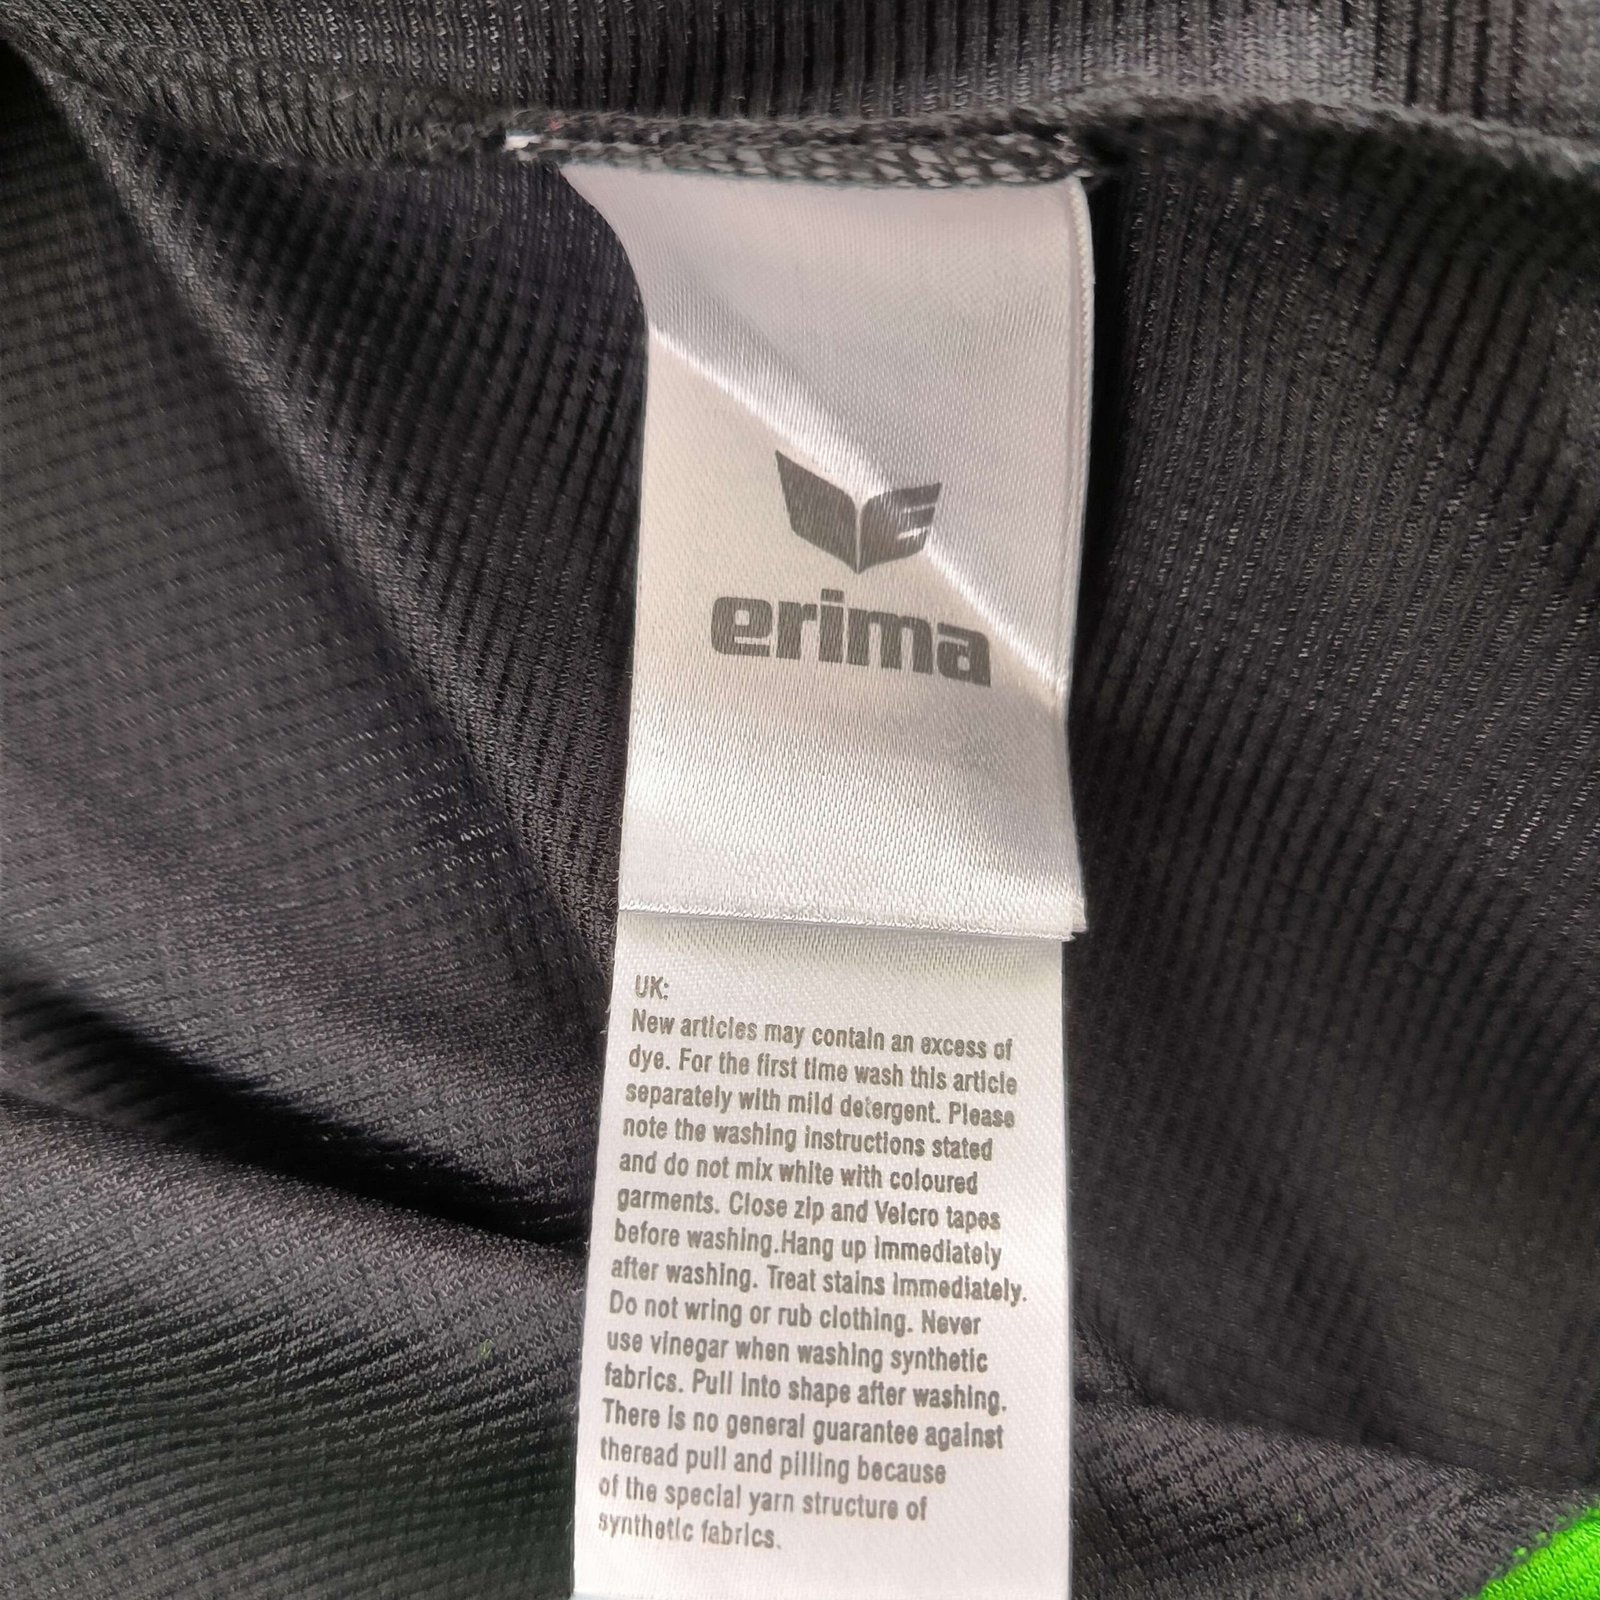 erima
UK:
New articles may contain an excess of
dye. For the first time wash this article
separately with mild detergent. Please
note the washing instructions stated
and do not mix white with coloured
garments. Close zip and Velcro tapes
before washing.Hang up immediately
after washing. Treat stains immediately.
Do not wring or rub clothing. Never
use vinegar when washing synthetic
fabrics. Pull into shape after washing.
There is no general guarantee against
theread pull and pilling because
of the special yarn structure of
synthetic fabrics.